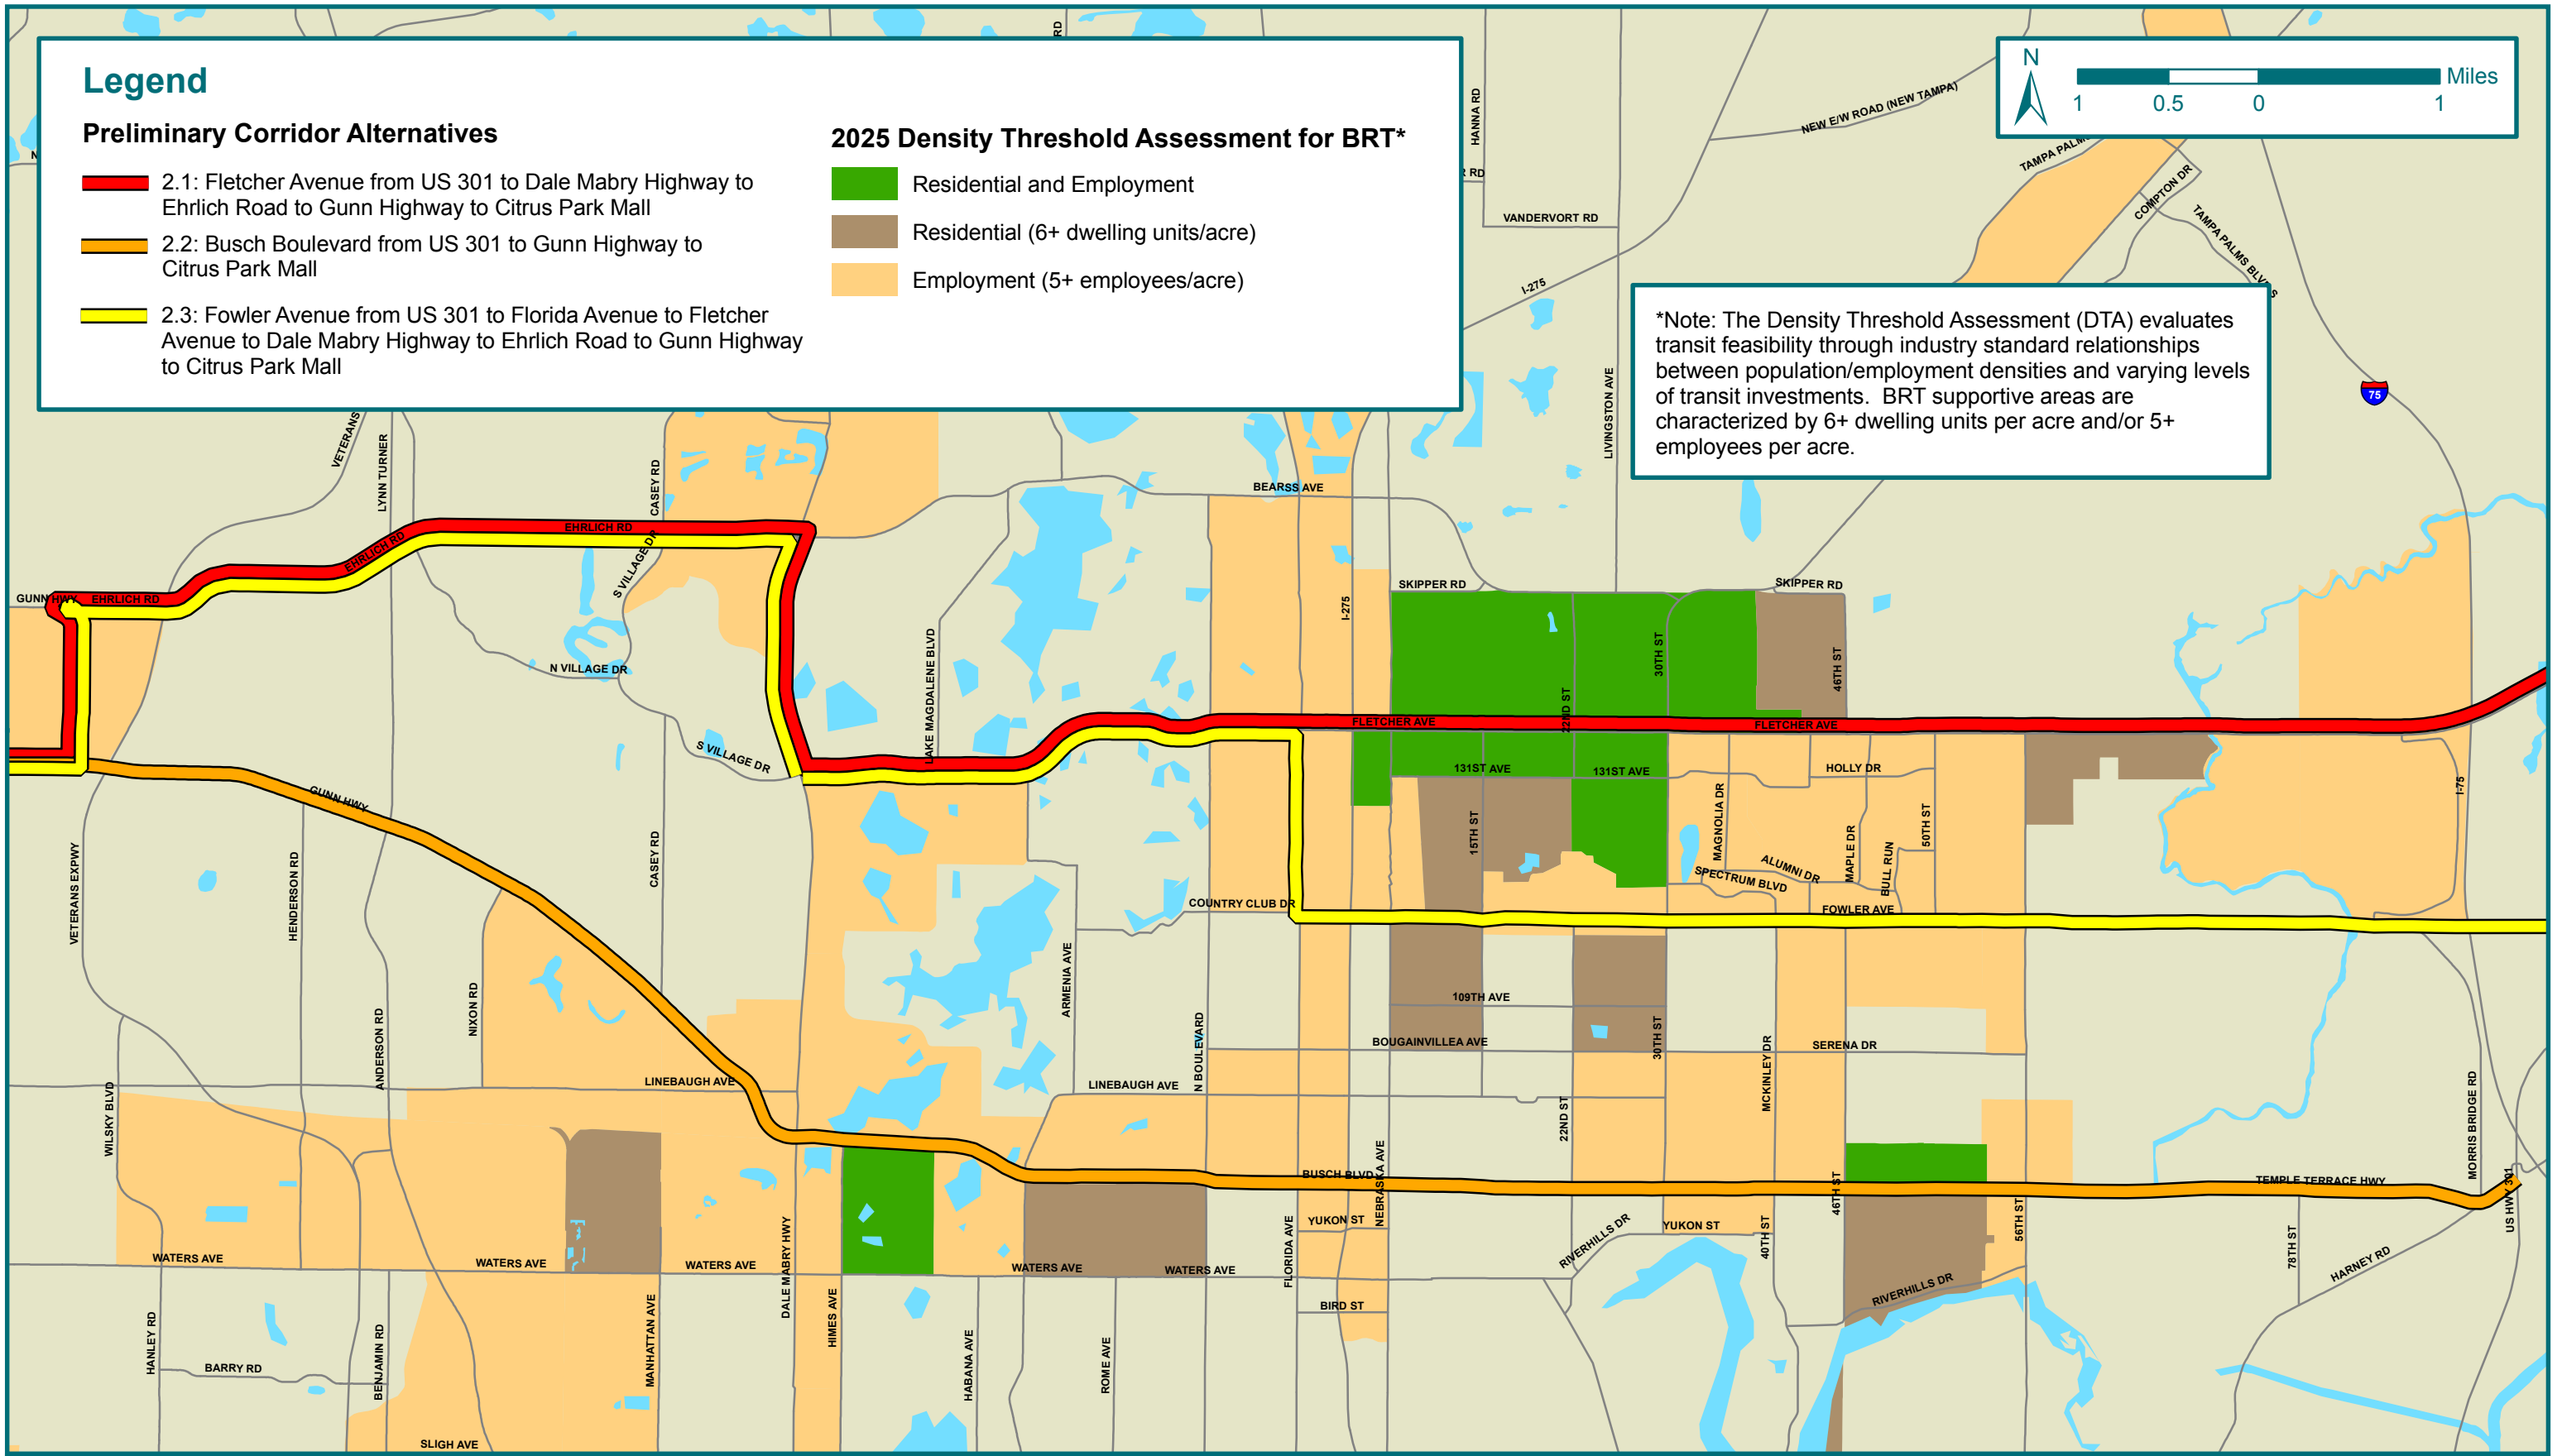 Legend
Preliminary Corridor Alternatives
2.1: Fletcher Avenue from US 301 to Dale Mabry Highway to
Ehrlich Road to Gunn Highway to Citrus Park Mall
2.2: Busch Boulevard from US 301 to Gunn Highway to
Citrus Park Mall
2.3: Fowler Avenue from US 301 to Florida Avenue to Fletcher
Avenue to Dale Mabry Highway to Ehrlich Road to Gunn Highway
to Citrus Park Mall
2025 Density Threshold Assessment for BRT*
Residential and Employment
Residential (6+ dwelling units/acre)
Employment (5+ employees/acre)
N
Miles
1 0.5 0 1
*Note: The Density Threshold Assessment (DTA) evaluates
transit feasibility through industry standard relationships
between population/employment densities and varying levels
of transit investments. BRT supportive areas are
characterized by 6+ dwelling units per acre and/or 5+
employees per acre.
RD
N
HANNA RD
RD
VANDERVORT RD
NEW E/W ROAD (NEW TAMPA)
COMPTON DR
TAMPA PALMS BLVD S
I-275
LIVINGSTON AVE
75
VETERANS
LYNN TURNER
CASEY RD
BEARSS AVE
EHRLICH RD
EHRLICH RD
S VILLAGE DR
GUNN HWY
EHRLICH RD
SKIPPER RD
SKIPPER RD
I-275
30TH ST
46TH ST
N VILLAGE DR
LAKE MAGDALENE BLVD
22ND ST
FLETCHER AVE
FLETCHER AVE
S VILLAGE DR
131ST AVE
131ST AVE
HOLLY DR
I-75
GUNN HWY
15TH ST
MAGNOLIA DR
MAPLE DR
BULL RUN
50TH ST
ALUMNI DR
SPECTRUM BLVD
VETERANS EXPWY
HENDERSON RD
CASEY RD
COUNTRY CLUB DR
FOWLER AVE
NIXON RD
ARMENIA AVE
109TH AVE
ANDERSON RD
N BOULEVARD
BOUGAINVILLEA AVE
30TH ST
SERENA DR
MCKINLEY DR
LINEBAUGH AVE
LINEBAUGH AVE
WILSKY BLVD
22ND ST
MORRIS BRIDGE RD
BUSCH BLVD
NEBRASKA AVE
46TH ST
TEMPLE TERRACE HWY
US HWY 301
YUKON ST
YUKON ST
RIVERHILLS DR
40TH ST
56TH ST
78TH ST
HARNEY RD
WATERS AVE
WATERS AVE
WATERS AVE
WATERS AVE
WATERS AVE
DALE MABRY HWY
FLORIDA AVE
RIVERHILLS DR
BIRD ST
HANLEY RD
BARRY RD
BENJAMIN RD
MANHATTAN AVE
HIMES AVE
HABANA AVE
ROME AVE
SLIGH AVE